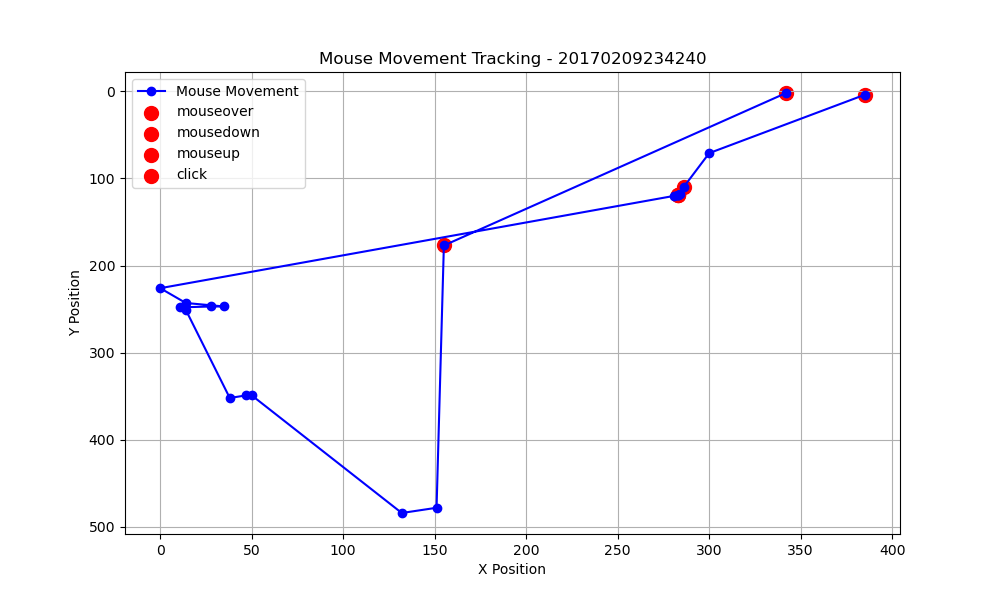 Mouse Movement Tracking - 20170209234240
Mouse Movement
mouseover
mousedown
mouseup
click
Y Position
0
100
200
300
400
500
0 50 100 150 200 250 300 350 400
X Position